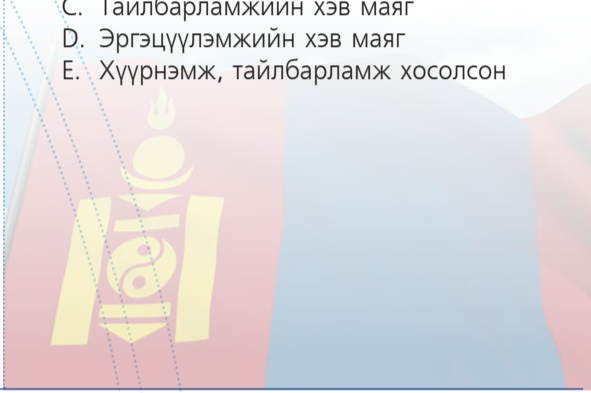 C. Тайлбарламжийн хэв маяг
D. Эргэцүүлэмжийн хэв маяг
E. Хүүрнэмж, тайлбарламж хосолсон